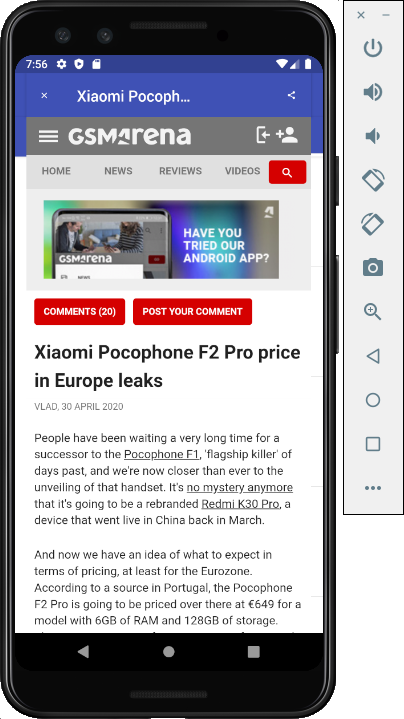 7:56
Xiaomi Pocoph...
GSMArena
HOME NEWS REVIEWS VIDEOS
GSMArena
HAVE YOU
TRIED OUR
ANDROID APP?
COMMENTS (20) POST YOUR COMMENT
Xiaomi Pocophone F2 Pro price
in Europe leaks
VLAD, 30 APRIL 2020
People have been waiting a very long time for a
successor to the Pocophone F1, 'flagship killer' of
days past, and we're now closer than ever to the
unveiling of that handset. It's no mystery anymore
that it's going to be a rebranded Redmi K30 Pro, a
device that went live in China back in March.
And now we have an idea of what to expect in
terms of pricing, at least for the Eurozone.
According to a source in Portugal, the Pocophone
F2 Pro is going to be priced over there at €649 for a
model with 6GB of RAM and 128GB of storage.